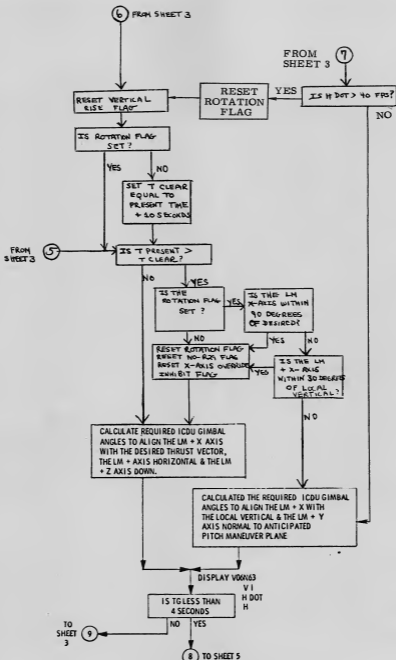 6 FROM SHEET 3
FROM
SHEET 3
7
RESET VERTICAL
RISE FLAG
RESET
ROTATION
FLAG
YES
IS H DOT > 40 FPS?
NO
IS ROTATION FLAG
SET?
YES
NO
SET T CLEAR
EQUAL TO
PRESENT TIME
+ 10 SECONDS
FROM
SHEET 3
5
IS T PRESENT >
T CLEAR?
NO
YES
IS THE
ROTATION FLAG
SET?
YES
IS THE LM
X-AXIS WITHIN
90 DEGREES
OF DESIRED?
NO
YES
NO
RESET ROTATION FLAG
RESET NO-R29 FLAG
RESET X-AXIS OVERRIDE
INHIBIT FLAG
YES
IS THE LM
+ X-AXIS
WITHIN 30 DEGREES
OF LOCAL
VERTICAL?
NO
CALCULATE REQUIRED ICDU GIMBAL
ANGLES TO ALIGN THE LM + X AXIS
WITH THE DESIRED THRUST VECTOR,
THE LM + AXIS HORIZONTAL & THE LM
+ Z AXIS DOWN.
CALCULATED THE REQUIRED ICDU GIMBAL
ANGLES TO ALIGN THE LM + X WITH
THE LOCAL VERTICAL & THE LM + Y
AXIS NORMAL TO ANTICIPATED
PITCH MANEUVER PLANE
DISPLAY V06N63
V I
H DOT
H
IS TG LESS THAN
4 SECONDS
TO
SHEET
3
9
NO
YES
8 TO SHEET 5